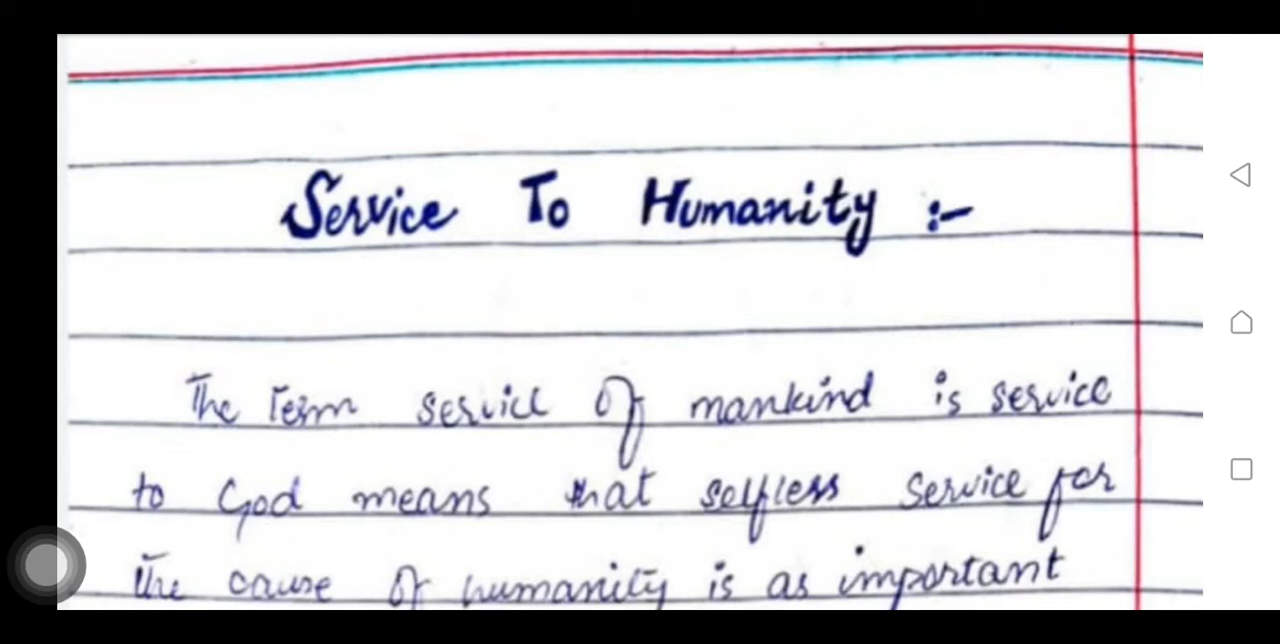 Service To Humanity :-
The Term service of mankind is service
to God means that selfless service for
the cause of humanity is as important